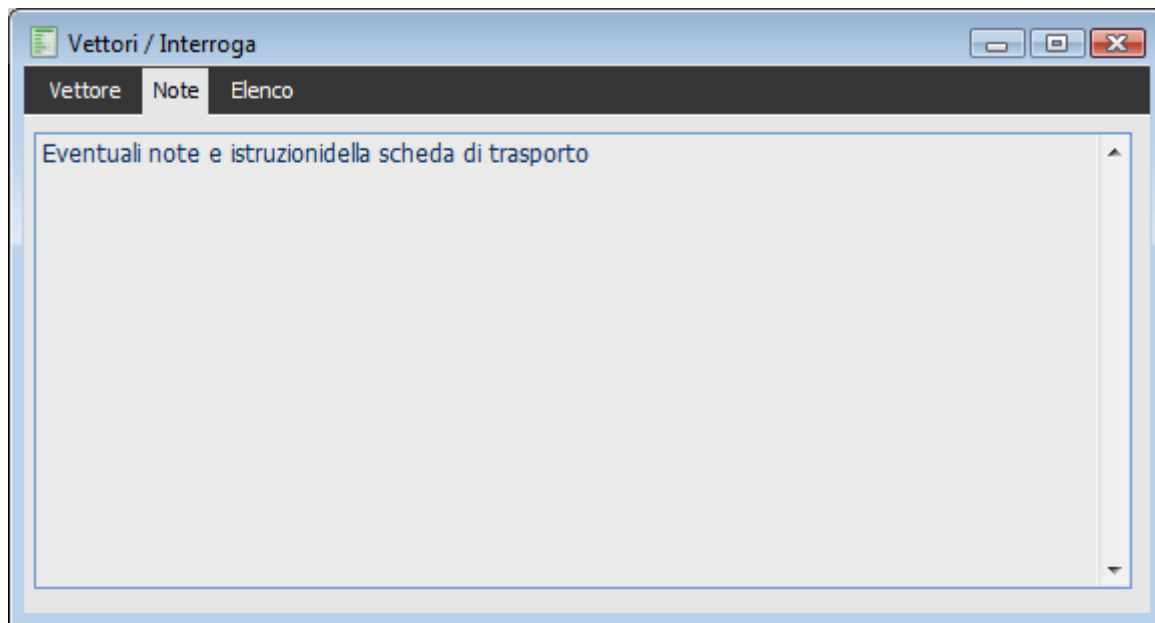 Vettori / Interroga
Vettore Note Elenco
Eventuali note e istruzionidella scheda di trasporto